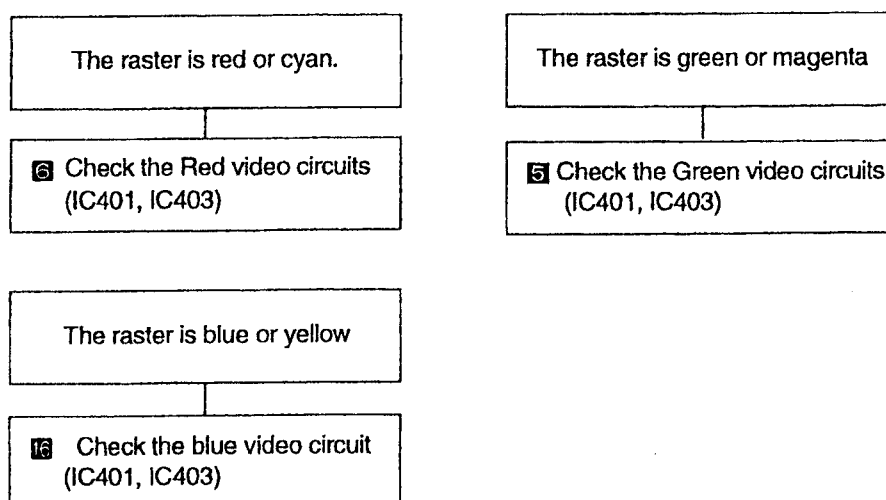 The raster is red or cyan.
6 Check the Red video circuits
(IC401, IC403)
The raster is green or magenta
5 Check the Green video circuits
(IC401, IC403)
The raster is blue or yellow
16 Check the blue video circuit
(IC401, IC403)